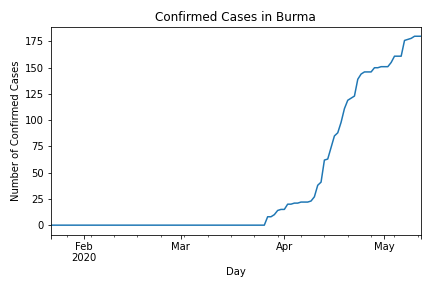 Confirmed Cases in Burma
Number of Confirmed Cases
175
150
125
100
75
50
25
0
Feb
2020
Mar
Apr
May
Day